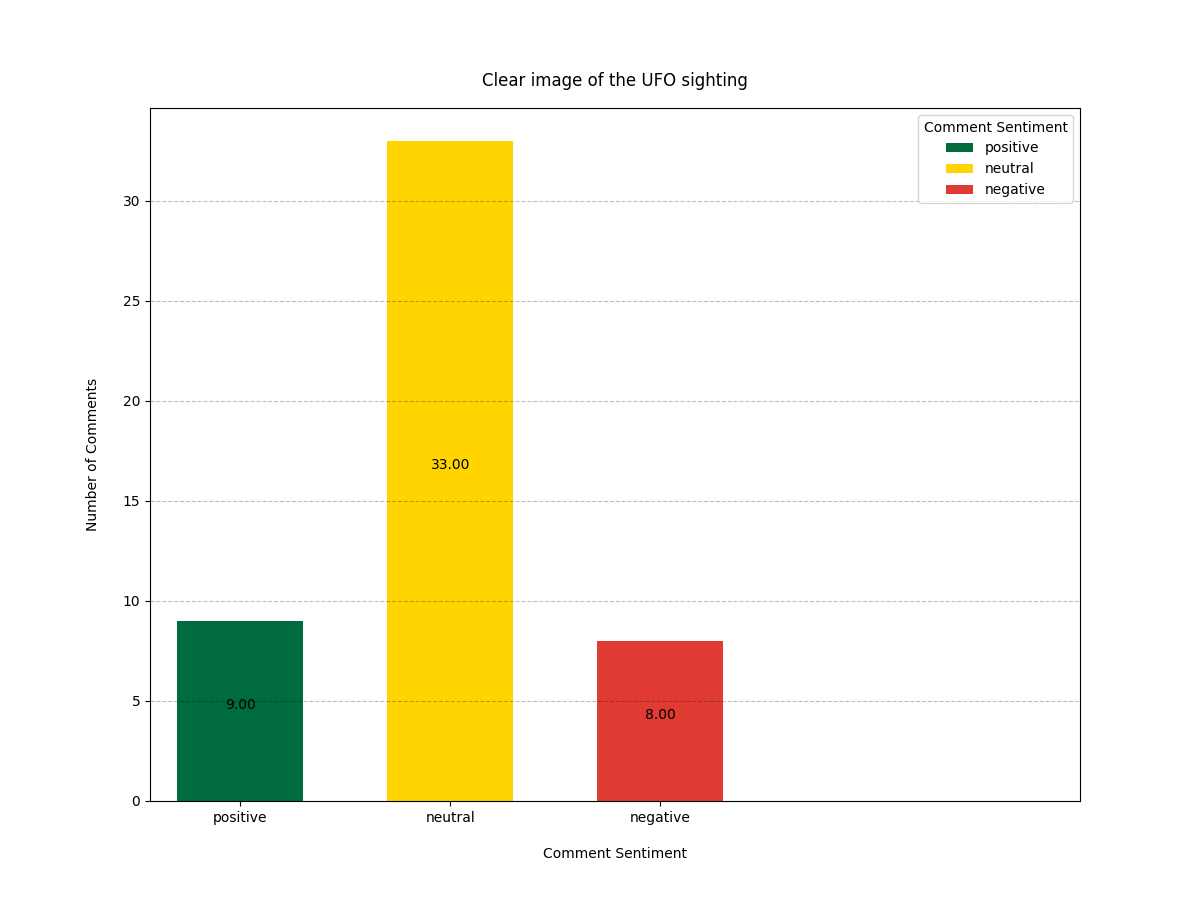 Clear image of the UFO sighting
Comment Sentiment
positive
neutral
negative
Number of Comments
30
25
20
15
10
5
0
33.00
9.00
8.00
positive
neutral
negative
Comment Sentiment